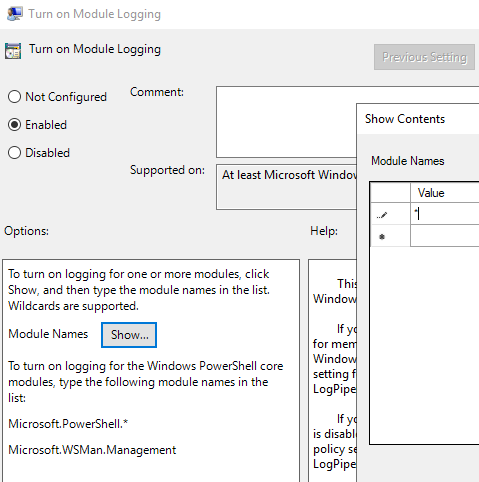 Turn on Module Logging
Turn on Module Logging
Previous Setting
Not Configured
Comment:
Enabled
Disabled
Supported on:
At least Microsoft Window
Show Contents
Module Names
Value
*
Options:
Help:
To turn on logging for one or more modules, click
Show, and then type the module names in the list.
Wildcards are supported.
Module Names
Show...
To turn on logging for the Windows PowerShell core
modules, type the following module names in the
list:
Microsoft.PowerShell.*
Microsoft.WSMan.Management
This
Window
If yo
for mem
Window
setting f
LogPipe
If yo
is disable
policy se
LogPipe